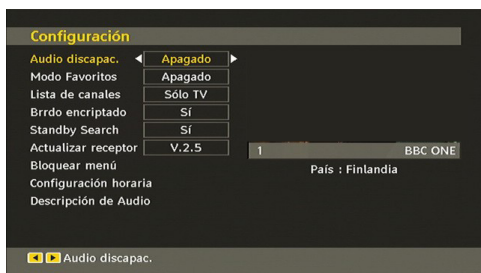 Configuración
Audio discapac. Apagado
Modo Favoritos Apagado
Lista de canales Sólo TV
Brrdo encriptado Sí
Standby Search Sí
Actualizar receptor V.2.5
1 BBC ONE
Bloquear menú
País : Finlandia
Configuración horaria
Descripción de Audio
Audio discapac.